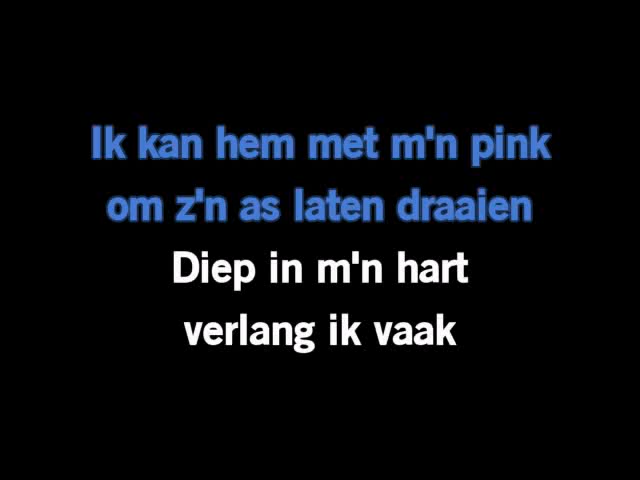 Ik kan hem met m'n pink
om z'n as laten draaien
Diep in m'n hart
verlang ik vaak